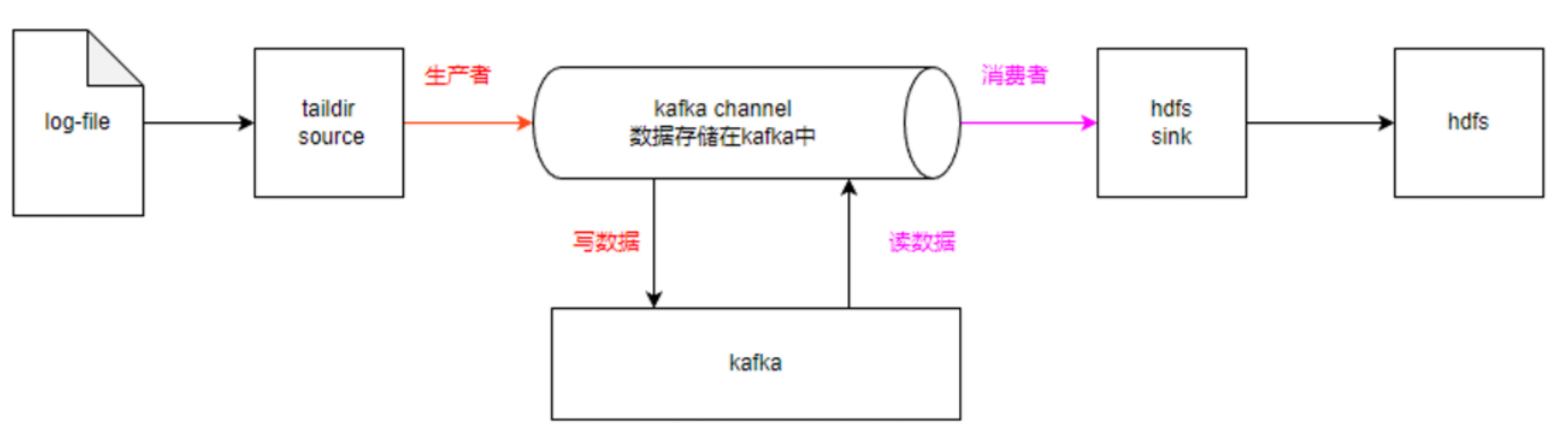 log-file
taildir
source
生产者
kafka channel
数据存储在kafka中
消费者
hdfs
sink
hdfs
写数据
读数据
kafka